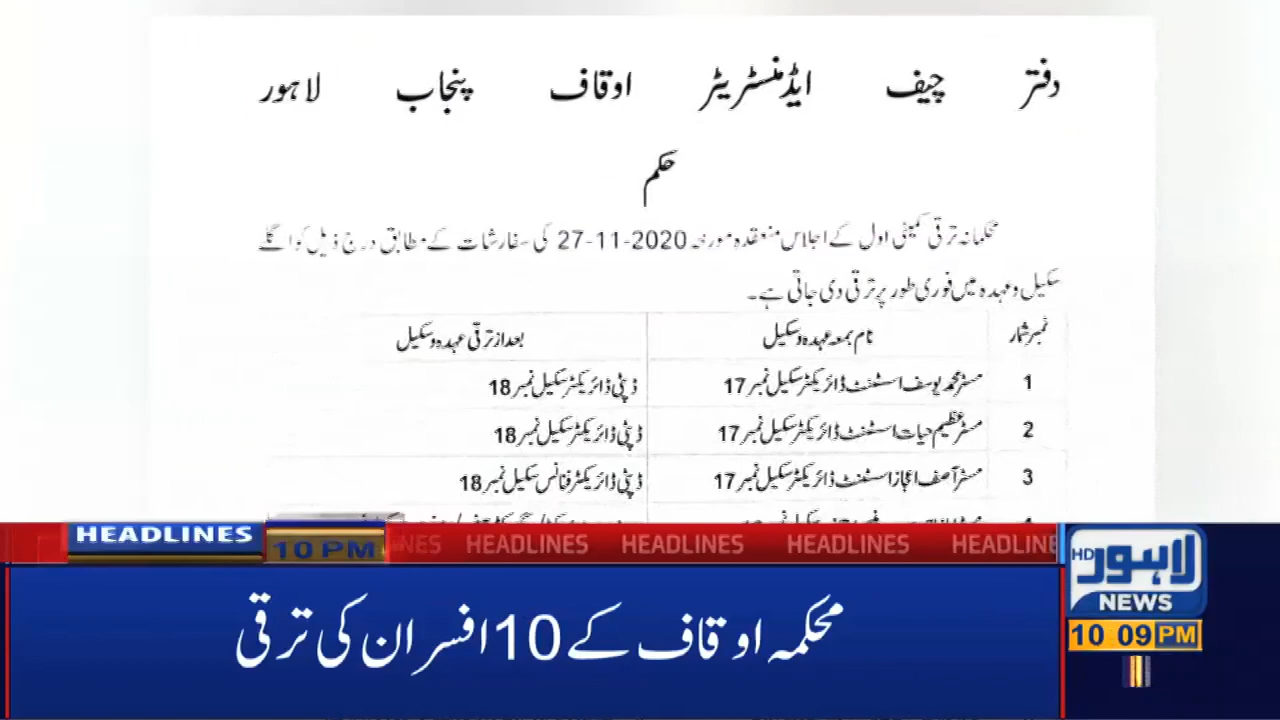 دفتر چیف ایڈمنسٹریٹر اوقاف پنجاب لاہور
حکم
محکمانہ ترقی کمیٹی اول کے اجلاس منعقدہ مورخہ 27-11-2020 کی سفارشات کے مطابق درج ذیل کو اگلے
سکیل و عہدہ میں فوری طور پر ترقی دی جاتی ہے۔
نمبر شمار نام بمعہ عہدہ و سکیل بعد از ترقی عہدہ و سکیل
1 مسٹر محمد یوسف اسسٹنٹ ڈائریکٹر سکیل نمبر 17 ڈپٹی ڈائریکٹر سکیل نمبر 18
2 مسٹر عظیم حیات اسسٹنٹ ڈائریکٹر سکیل نمبر 17 ڈپٹی ڈائریکٹر سکیل نمبر 18
3 مسٹر آصف اعجاز اسسٹنٹ ڈائریکٹر سکیل نمبر 17 ڈپٹی ڈائریکٹر فنانس سکیل نمبر 18
HEADLINES
10 PM
HEADLINES HEADLINES HEADLINES HEADLINES
لاہور HD
NEWS
10 09 PM
محکمہ اوقاف کے 10 افسران کی ترقی